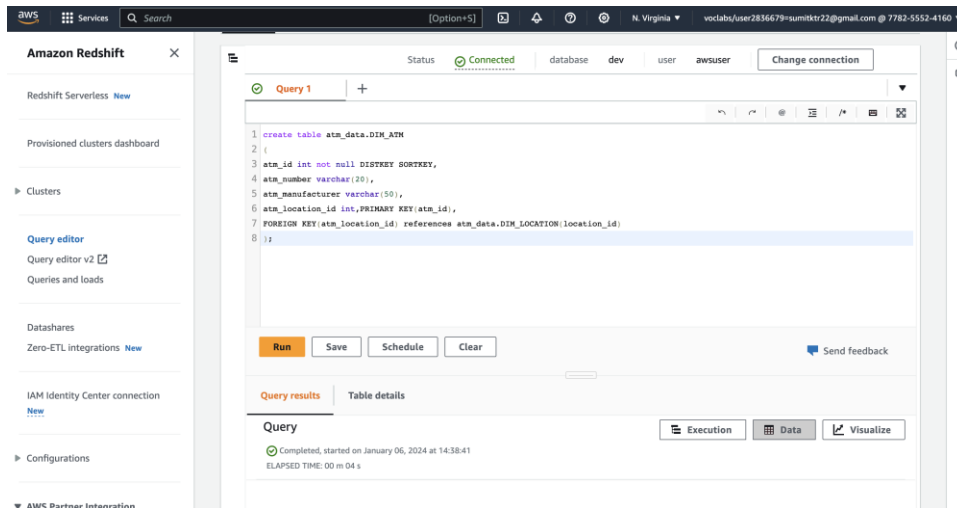 aws Services Search [Option+S] N. Virginia ▼ voclabs/user2836679=sumitktr22@gmail.com @ 7782-5552-4160
Amazon Redshift
Redshift Serverless New
Provisioned clusters dashboard
Clusters
Query editor
Query editor v2
Queries and loads
Datashares
Zero-ETL integrations New
IAM Identity Center connection
New
Configurations
AWS Partner Integration
Status Connected database dev user awsuser Change connection
Query 1 +
1 create table atm_data.DIM_ATM
2 (
3 atm_id int not null DISTKEY SORTKEY,
4 atm_number varchar(20),
5 atm_manufacturer varchar(50),
6 atm_location_id int,PRIMARY KEY(atm_id),
7 FOREIGN KEY(atm_location_id) references atm_data.DIM_LOCATION(location_id)
8 );
Run Save Schedule Clear Send feedback
Query results Table details
Query Execution Data Visualize
Completed, started on January 06, 2024 at 14:38:41
ELAPSED TIME: 00 m 04 s